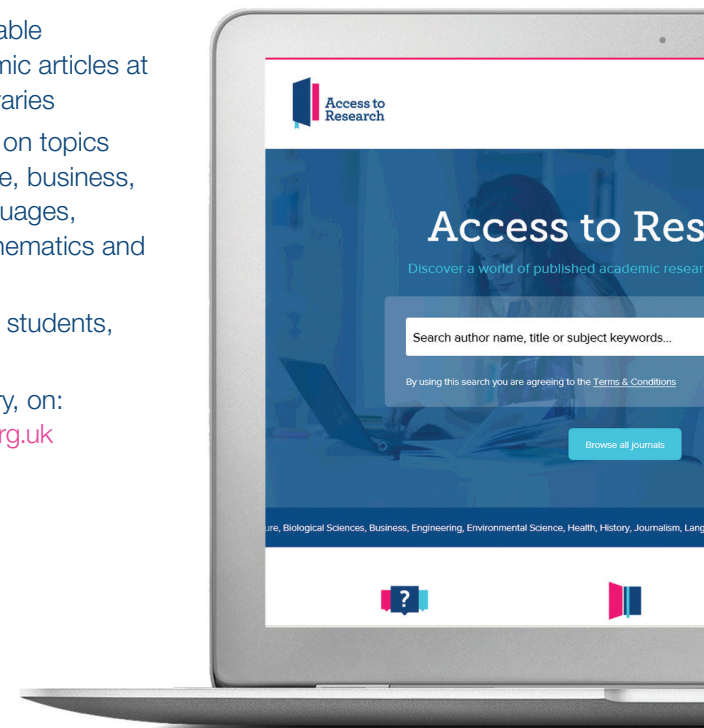 able
mic articles at
raries
on topics
e, business,
uages,
hematics and
students,
ry, on:
rg.uk
Access to
Research
Access to Res
Discover a world of published academic resear
Search author name, title or subject keywords...
By using this search you are agreeing to the Terms & Conditions
Browse all journals
ure, Biological Sciences, Business, Engineering, Environmental Science, Health, History, Journalism, Lang
?